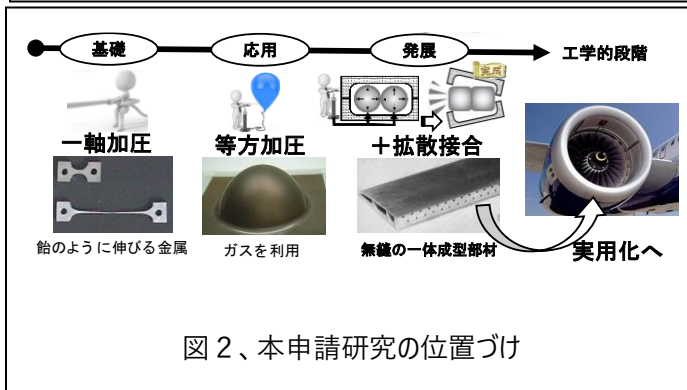 基礎
応用
発展
工学的段階
完成
一軸加圧
等方加圧
＋拡散接合
飴のように伸びる金属
ガスを利用
無縫の一体成型部材
実用化へ
図２、本申請研究の位置づけ